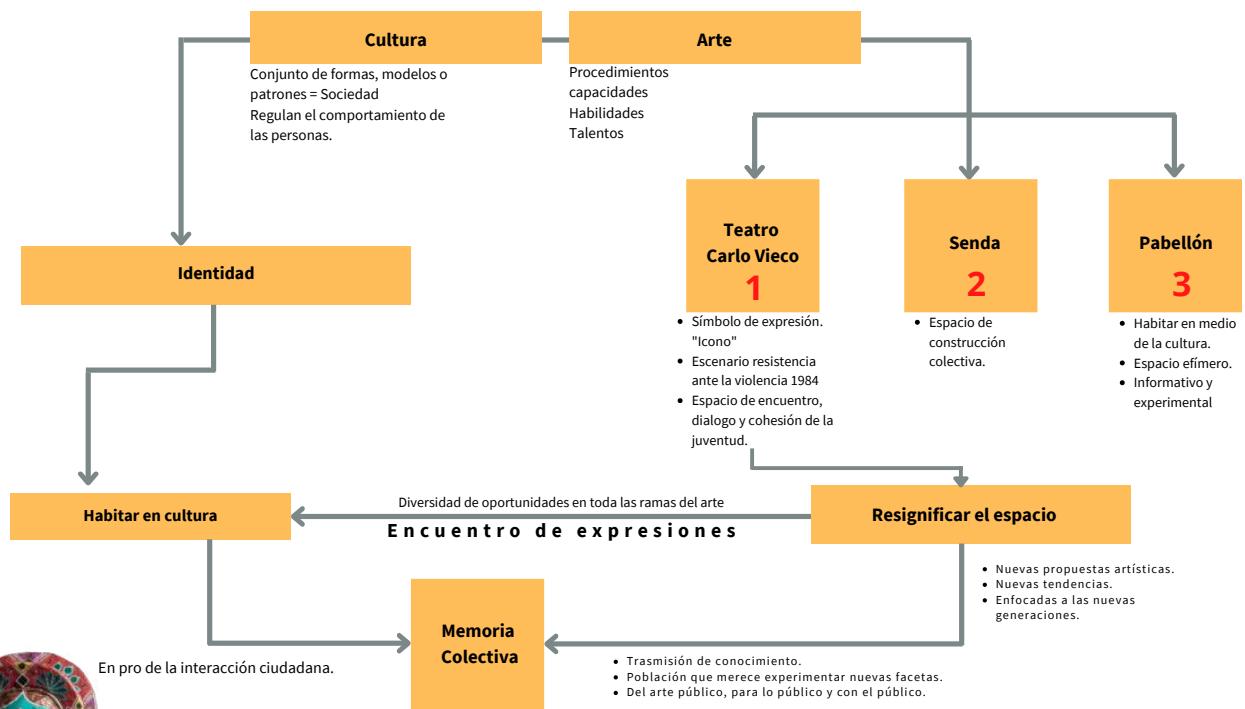 Cultura
Conjunto de formas, modelos o
patrones = Sociedad
Regulan el comportamiento de
las personas.
Arte
Procedimientos
capacidades
Habilidades
Talentos
Teatro
Carlo Vieco
1
• Símbolo de expresión.
"Icono"
• Escenario resistencia
ante la violencia 1984
• Espacio de encuentro,
dialogo y cohesión de la
juventud.
Senda
2
• Espacio de
construcción
colectiva.
Pabellón
3
• Habitar en medio
de la cultura.
• Espacio efímero.
• Informativo y
experimental
Identidad
Habitar en cultura
Diversidad de oportunidades en toda las ramas del arte
Encuentro de expresiones
Resignificar el espacio
• Nuevas propuestas artísticas.
• Nuevas tendencias.
• Enfocadas a las nuevas
generaciones.
Memoria
Colectiva
En pro de la interacción ciudadana.
• Trasmisión de conocimiento.
• Población que merece experimentar nuevas facetas.
• Del arte público, para lo público y con el público.